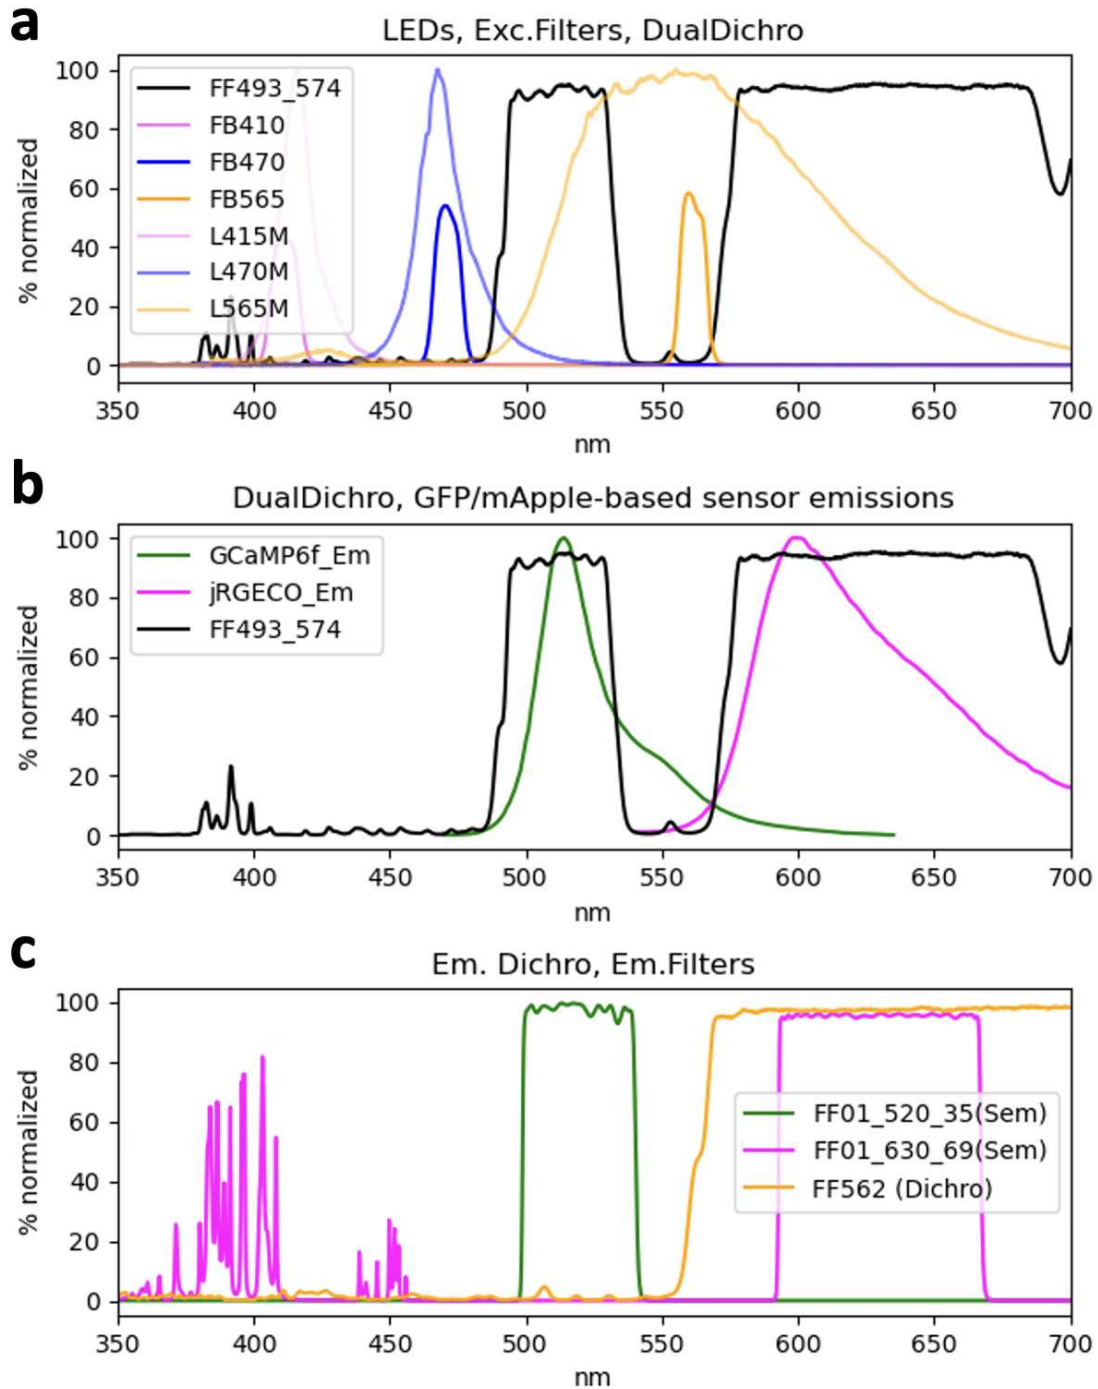 a
LEDs, Exc.Filters, DualDichro
100
80
60
40
20
0
% normalized
FF493_574
FB410
FB470
FB565
L415M
L470M
L565M
350 400 450 500 550 600 650 700
nm
b
DualDichro, GFP/mApple-based sensor emissions
100
80
60
40
20
0
% normalized
GCaMP6f_Em
jRGECO_Em
FF493_574
350 400 450 500 550 600 650 700
nm
c
Em. Dichro, Em.Filters
100
80
60
40
20
0
% normalized
FF01_520_35(Sem)
FF01_630_69(Sem)
FF562 (Dichro)
350 400 450 500 550 600 650 700
nm